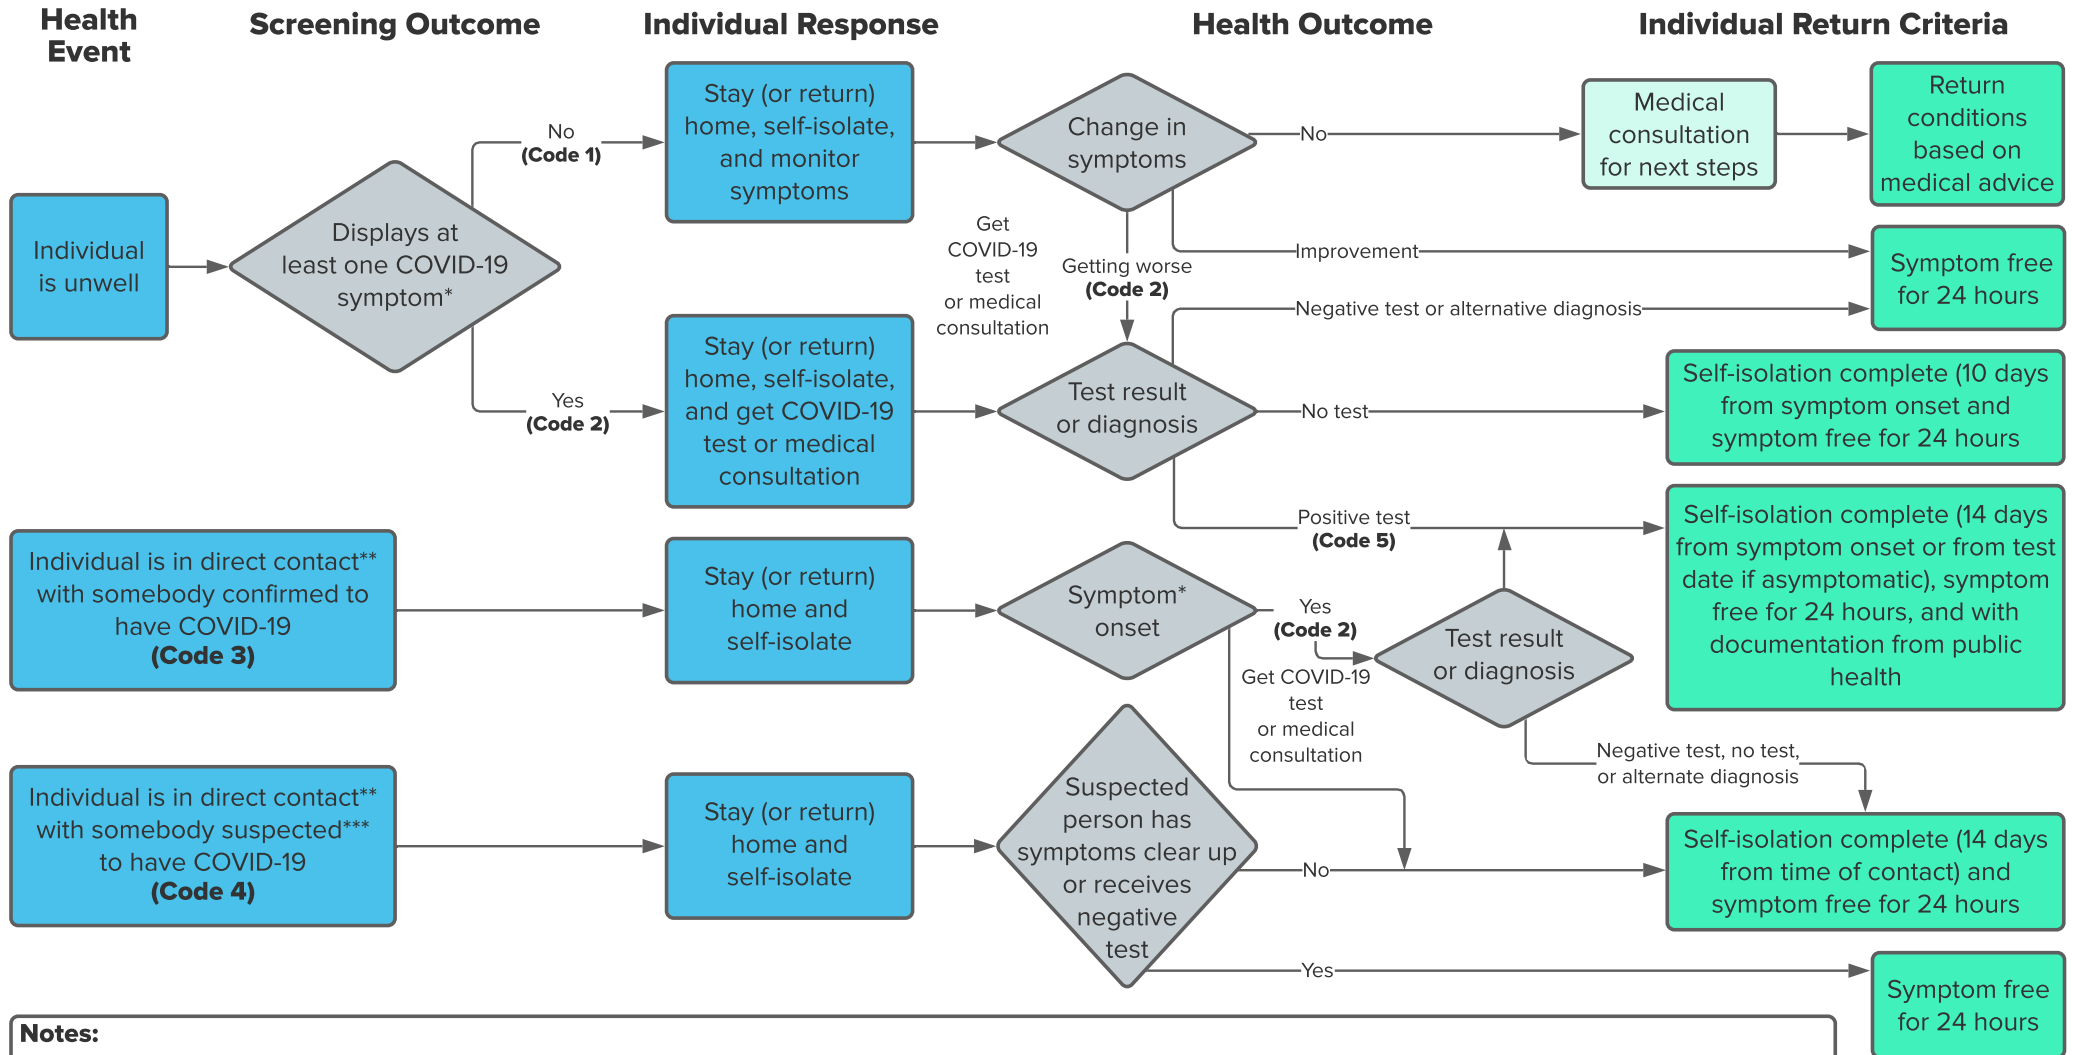 Health
Event
Screening Outcome
Individual Response
Health Outcome
Individual Return Criteria
Individual
is unwell
Displays at
least one COVID-19
symptom*
No
(Code 1)
Yes
(Code 2)
Stay (or return)
home, self-isolate,
and monitor
symptoms
Change in
symptoms
No
Medical
consultation
for next steps
Return
conditions
based on
medical advice
Get
COVID-19
test
or medical
consultation
Getting worse
(Code 2)
Improvement
Negative test or alternative diagnosis
Symptom free
for 24 hours
Stay (or return)
home, self-isolate,
and get COVID-19
test or medical
consultation
Test result
or diagnosis
No test
Self-isolation complete (10 days
from symptom onset and
symptom free for 24 hours
Positive test
(Code 5)
Self-isolation complete (14 days
from symptom onset or from test
date if asymptomatic), symptom
free for 24 hours, and with
documentation from public
health
Individual is in direct contact**
with somebody confirmed to
have COVID-19
(Code 3)
Stay (or return)
home and
self-isolate
Symptom*
onset
Yes
(Code 2)
Get COVID-19
test
or medical
consultation
Test result
or diagnosis
Negative test, no test,
or alternate diagnosis
Individual is in direct contact**
with somebody suspected***
to have COVID-19
(Code 4)
Stay (or return)
home and
self-isolate
Suspected
person has
symptoms clear up
or receives
negative
test
No
Self-isolation complete (14 days
from time of contact) and
symptom free for 24 hours
Yes
Symptom free
for 24 hours
Notes: